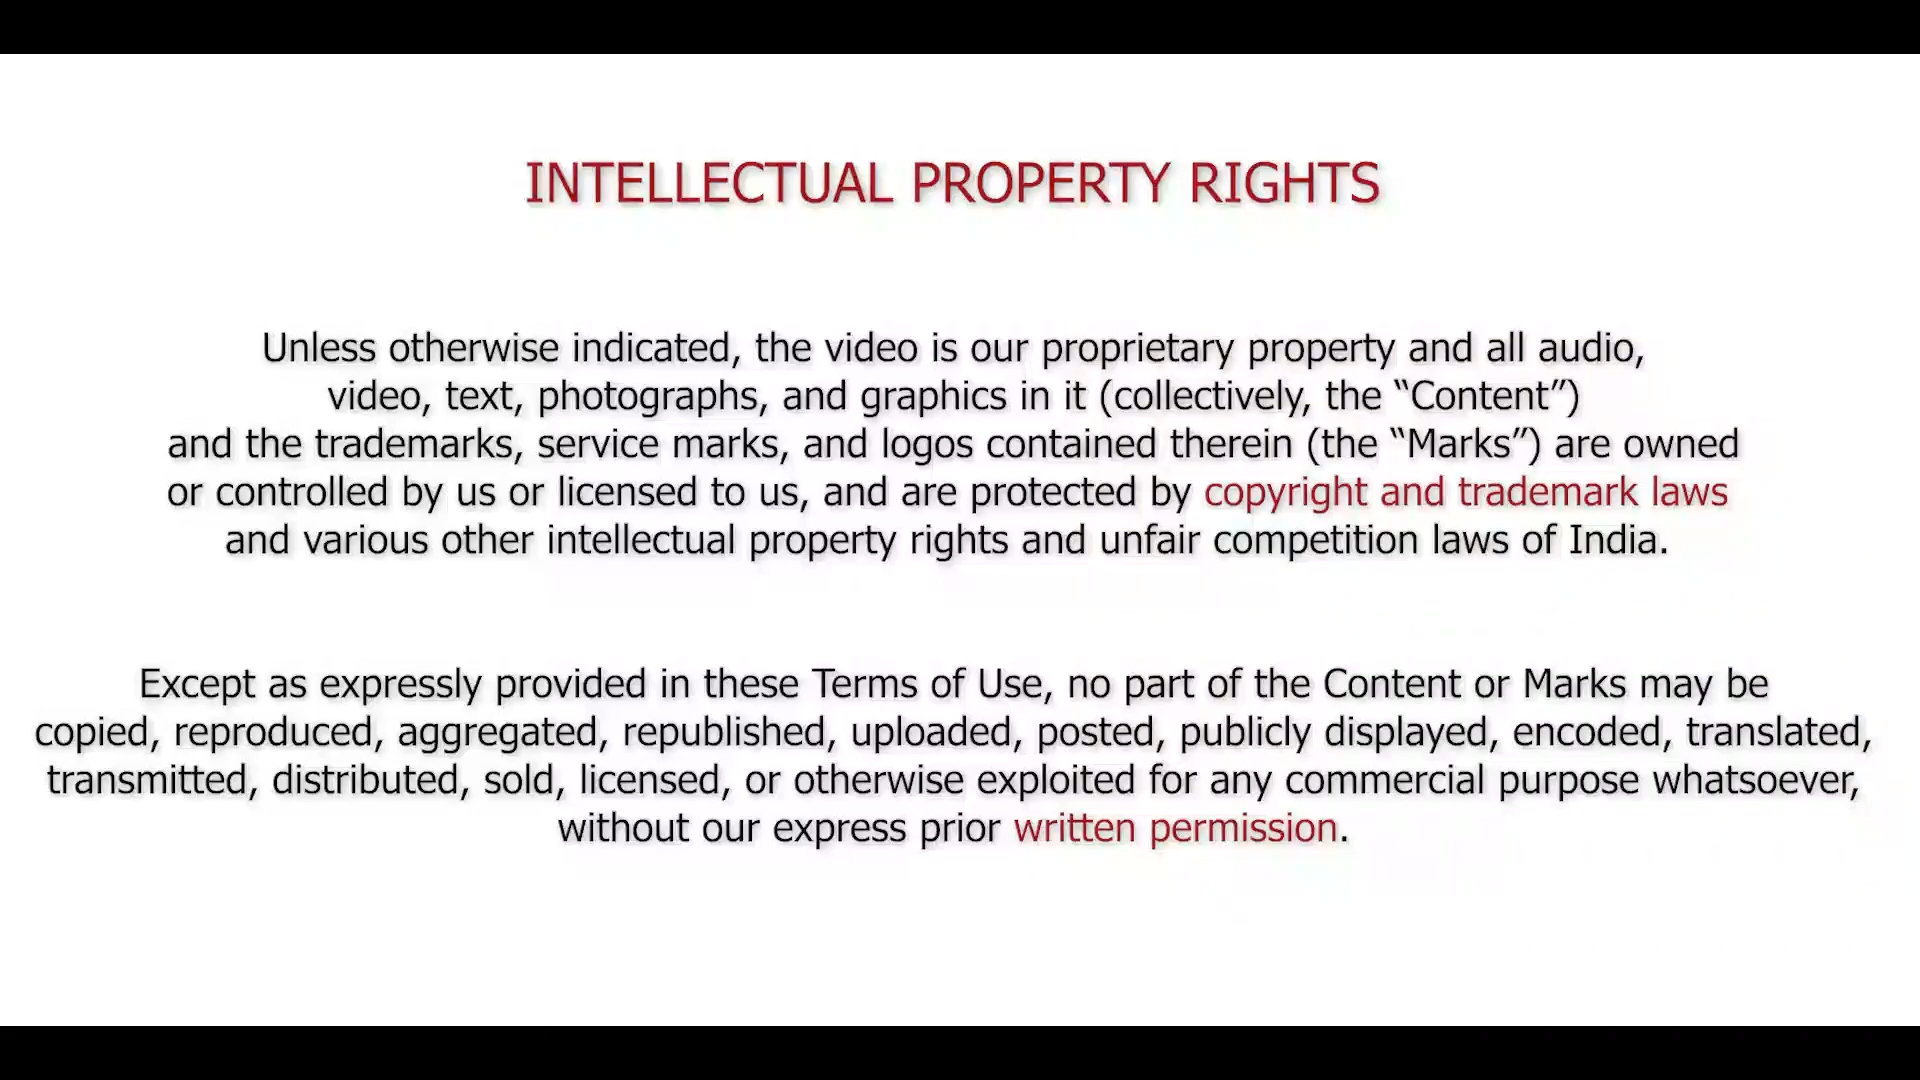 INTELLECTUAL PROPERTY RIGHTS
Unless otherwise indicated, the video is our proprietary property and all audio,
video, text, photographs, and graphics in it (collectively, the “Content”)
and the trademarks, service marks, and logos contained therein (the “Marks”) are owned
or controlled by us or licensed to us, and are protected by copyright and trademark laws
and various other intellectual property rights and unfair competition laws of India.
Except as expressly provided in these Terms of Use, no part of the Content or Marks may be
copied, reproduced, aggregated, republished, uploaded, posted, publicly displayed, encoded, translated,
transmitted, distributed, sold, licensed, or otherwise exploited for any commercial purpose whatsoever,
without our express prior written permission.